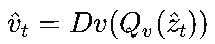 v̂_t = Dv(Q_v(ẑ_t))